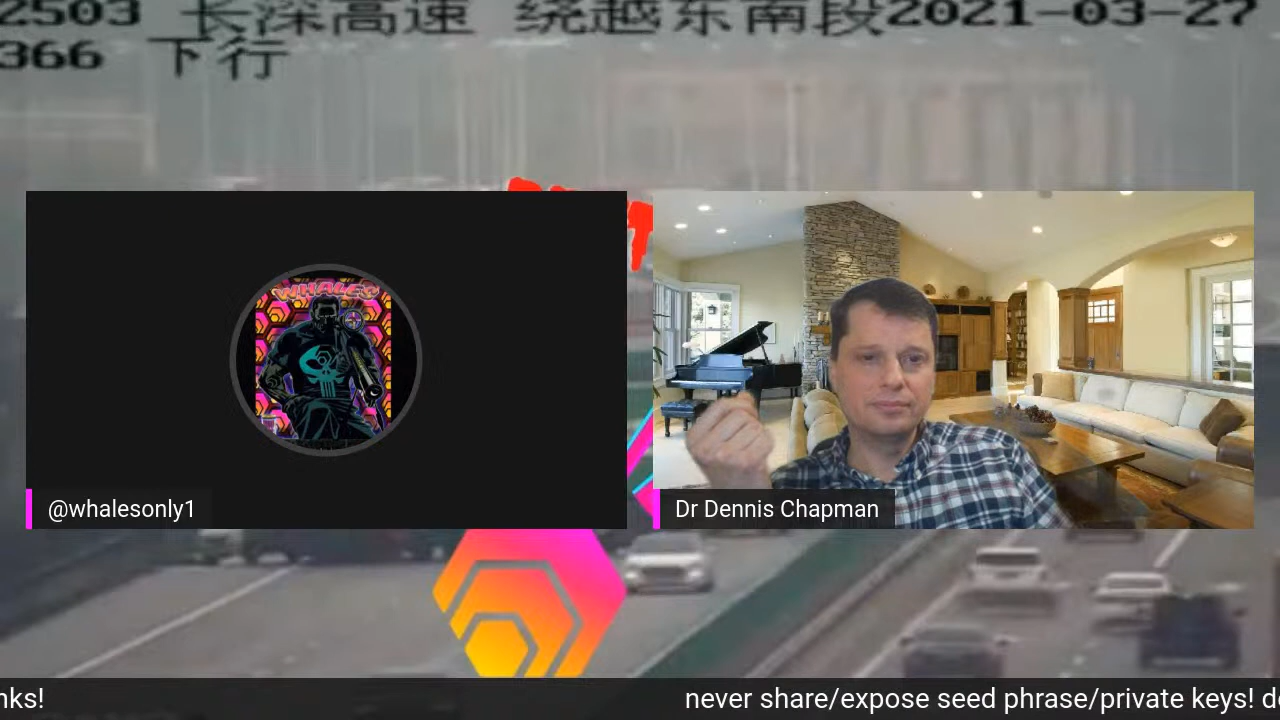 2503 长深高速 绕越东南段2021-03-27
366 下行
WHALES
@whalesonly1
Dr Dennis Chapman
nks!
never share/expose seed phrase/private keys! d